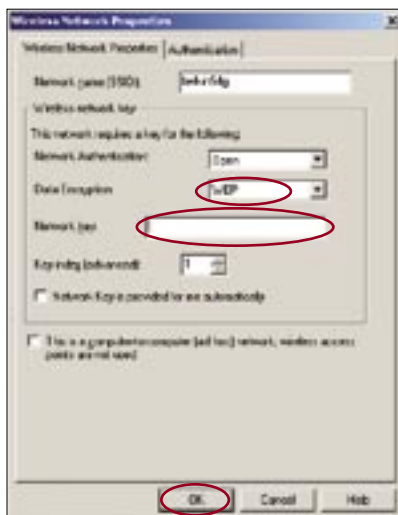 Wireless Network Properties
Wireless Network Properties Authentication
Network name (SSID):
Wireless network key
This network requires a key for the following:
Network Authentication: Open
Data Encryption: WEP
Network key:
Key index (advanced): 1
Network Key is provided for me automatically
This is a computer-to-computer (ad hoc) network; wireless access
points are not used
OK Cancel Help